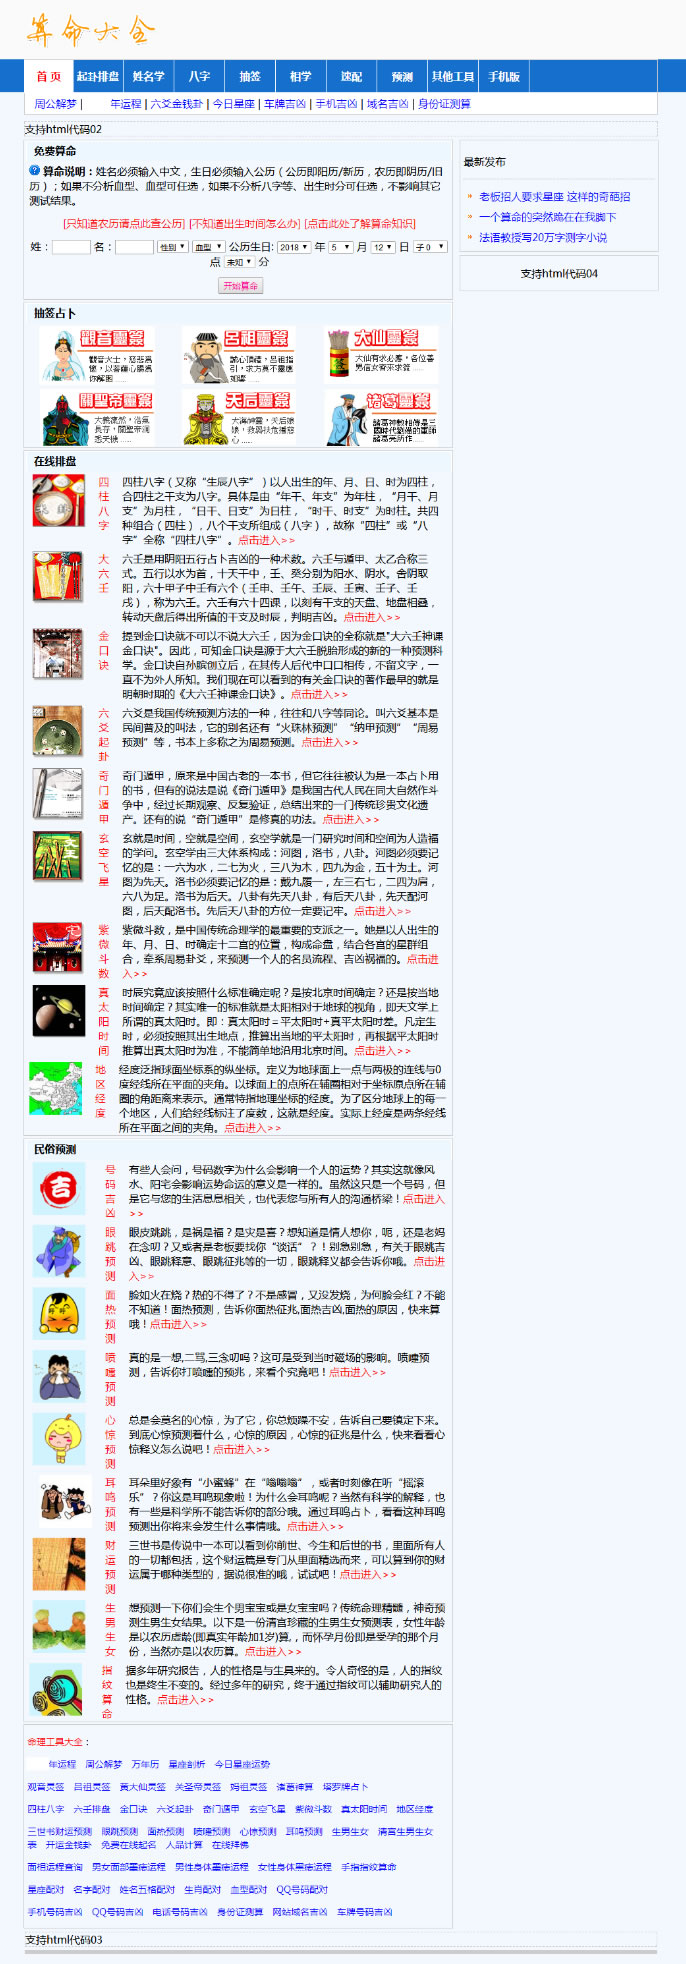 算命大全
首 页 起卦排盘 姓名学 八字 抽签 相学 速配 预测 其他工具 手机版
周公解梦 | 年运程 | 六爻金钱卦 | 今日星座 | 车牌吉凶 | 手机吉凶 | 域名吉凶 | 身份证测算
支持html代码02
免费算命
算命说明：姓名必须输入中文，生日必须输入公历（公历即阳历/新历，农历即阴历/旧
历）；如果不分析血型、血型可任选，如果不分析八字等、出生时分可任选，不影响其它
测试结果。
[只知道农历请点此查公历] [不知道出生时间怎么办] [点击此处了解算命知识]
姓： 名： 性别 血型 公历生日: 2018 年 5 月 12 日 子 0
点 未知 分
开始算命
最新发布
老板招人要求星座 这样的奇葩招
一个算命的突然跪在在我脚下
法语教授写20万字测字小说
支持html代码04
抽签占卜
觀音靈簽
觀音大士，慈悲爲
懷，以菩薩心腸爲
你解困 ......
呂祖靈簽
誠心頂禮，呂祖指
引，求方莫不靈應
如響 ......
大仙靈簽
大仙有求必應，各位善
男信女齊來求簽 ......
關聖帝靈簽
天后靈簽
诸葛靈簽
在线排盘
四柱八字
四柱八字（又称“生辰八字”）以人出生的年、月、日、时为四柱，
合四柱之干支为八字。具体是由“年干、年支”为年柱，“月干、月
支”为月柱，“日干、日支”为日柱，“时干、时支”为时柱。共四
种组合（四柱），八个干支所组成（八字），故称“四柱”或“八
字”全称“四柱八字”。点击进入>>
大六壬
六壬是用阴阳五行占卜吉凶的一种术数。六壬与遁甲、太乙合称三
式。五行以水为首，十天干中，壬、癸分别为阳水、阴水。舍阴取
阳，六十甲子中壬有六个（壬申、壬午、壬辰、壬寅、壬子、壬
戌），称为六壬。六壬有六十四课，以刻有干支的天盘、地盘相叠，
转动天盘后得出所值的干支及时辰，判明吉凶。点击进入>>
金口诀
提到金口诀就不可以不说大六壬，因为金口诀的全称就是"大六壬神课
金口诀"。因此，可知金口诀是源于大六壬脱胎形成的新的一种预测科
学。金口诀自孙膑创立后，在其传人后代中口口相传，不留文字，一
直不为外人所知。我们现在可以看到的有关金口诀的著作最早的就是
明朝时期的《大六壬神课金口诀》。点击进入>>
六爻起卦
六爻是我国传统预测方法的一种，往往和八字等同论。叫六爻基本是
民间普及的叫法，它的别名还有“火珠林预测”“纳甲预测”“周易
预测”等，书本上多称之为周易预测。点击进入>>
奇门遁甲
奇门遁甲，原来是中国古老的一本书，但它往往被认为是一本占卜用
的书，但有的说法是说《奇门遁甲》是我国古代人民在同大自然作斗
争中，经过长期观察、反复验证，总结出来的一门传统珍贵文化遗
产。还有的说“奇门遁甲”是修真的功法。点击进入>>
玄空飞星
玄就是时间，空就是空间，玄空学就是一门研究时间和空间为人造福
的学问。玄空学由三大体系构成：河图，洛书，八卦。河图必须要记
忆的是：一六为水，二七为火，三八为木，四九为金，五十为土。河
图为先天。洛书必须要记忆的是：戴九履一，左三右七，二四为肩，
六八为足。洛书为后天。八卦有先天八卦，有后天八卦，先天配河
图，后天配洛书。先后天八卦的方位一定要记牢。点击进入>>
紫微斗数
紫微斗数，是中国传统命理学的最重要的支派之一。她是以人出生的
年、月、日、时确定十二宫的位置，构成命盘，结合各宫的星群组
合，牵系周易卦爻，来预测一个人的名员流程、吉凶祸福的。点击进
入>>
真太阳时间
时辰究竟应该按照什么标准确定呢？是按北京时间确定？还是按当地
时间确定？其实唯一的标准就是太阳相对于地球的视角，即天文学上
所谓的真太阳时。即：真太阳时＝平太阳时+真平太阳时差。凡定生
时，必须按照其出生地点，推算出当地的平太阳时，再根据平太阳时
推算出真太阳时为准，不能简单地沿用北京时间。点击进入>>
地区经度
经度泛指球面坐标系的纵坐标。定义为地球面上一点与两极的连线与0
度经线所在平面的夹角。以球面上的点所在辅圈相对于坐标原点所在辅
圈的角距离来表示。通常特指地理坐标的经度。为了区分地球上的每一
个地区，人们给经线标注了度数，这就是经度。实际上经度是两条经线
所在平面之间的夹角。点击进入>>
民俗预测
号码吉凶
有些人会问，号码数字为什么会影响一个人的运势？其实这就像风
水、阳宅会影响运势命运的意义是一样的。虽然这只是一个号码，但
是它与您的生活息息相关，也代表您与所有人的沟通桥梁！点击进入
>>
眼跳预测
眼皮跳跳，是祸是福？是灾是喜？想知道是情人想你，呃，还是老妈
在念叨？又或者是老板要找你“谈话”？！别急别急，有关于眼跳吉
凶、眼跳释意、眼跳征兆等的一切，眼跳释义都会告诉你哦。点击进
入>>
面热预测
脸如火在烧？热的不得了？不是感冒，又没发烧，为何脸会红？不能
不知道！面热预测，告诉你面热征兆,面热吉凶,面热的原因，快来算
哦！点击进入>>
喷嚏预测
真的是一想,二骂,三念叨吗？这可是受到当时磁场的影响。喷嚏预
测，告诉你打喷嚏的预兆，来看个究竟吧！点击进入>>
心惊预测
总是会莫名的心惊，为了它，你总烦躁不安，告诉自己要镇定下来。
到底心惊预测着什么，心惊的原因，心惊的征兆是什么，快来看看心
惊释义怎么说吧！点击进入>>
耳鸣预测
耳朵里好象有“小蜜蜂”在“嗡嗡嗡”，或者时刻像在听“摇滚
乐”？你这是耳鸣现象啦！为什么会耳鸣呢？当然有科学的解释，也
有一些是科学所不能告诉你的部分哦。通过耳鸣占卜，看看这种耳鸣
预测出你将来会发生什么事情哦。点击进入>>
财运预测
三世书是传说中一本可以看到你前世、今生和后世的书，里面所有人
的一切都包括，这个财运篇是专门从里面精选而来，可以算到你的财
运属于哪种类型的，据说很准的哦，试试吧！点击进入>>
生男生女
想预测一下你们会生个男宝宝或是女宝宝吗？传统命理精髓，神奇预
测生男生女结果。以下是一份清宫珍藏的生男生女预测表，女性年龄
是以农历虚龄(即真实年龄加1岁)算,，而怀孕月份即是受孕的那个月
份，当然亦是以农历算。点击进入>>
指纹算命
据多年研究报告，人的性格是与生具来的。令人奇怪的是，人的指纹
也是终生不变的。经过多年的研究，终于通过指纹可以辅助研究人的
性格。点击进入>>
命理工具大全：
年运程 周公解梦 万年历 星座剖析 今日星座运势
观音灵签 吕祖灵签 黄大仙灵签 关圣帝灵签 妈祖灵签 诸葛神算 塔罗牌占卜
四柱八字 六壬排盘 金口诀 六爻起卦 奇门遁甲 玄空飞星 紫微斗数 真太阳时间 地区经度
三世书财运预测 眼跳预测 面热预测 喷嚏预测 心惊预测 耳鸣预测 生男生女 清宫生男生女
表 开运金钱卦 免费在线起名 人品计算 在线拜佛
面相运程查询 男女面部墨痣运程 男性身体墨痣运程 女性身体黑痣运程 手指指纹算命
星座配对 名字配对 姓名五格配对 生肖配对 血型配对 QQ号码配对
手机号码吉凶 QQ号码吉凶 电话号码吉凶 身份证测算 网站域名吉凶 车牌号码吉凶
支持html代码03